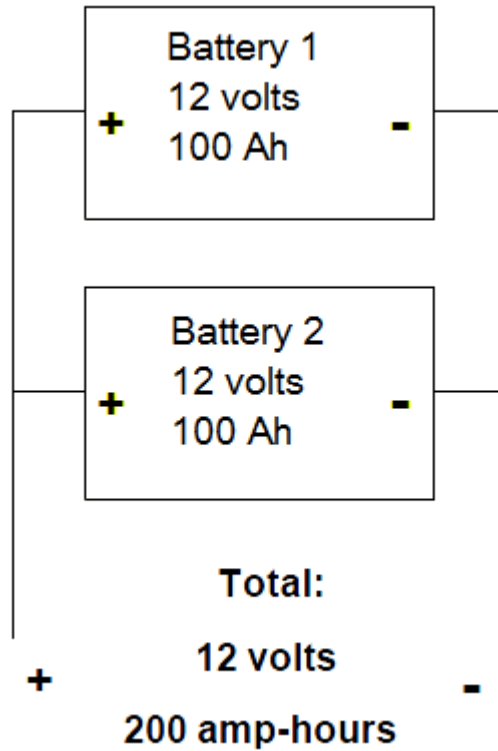 Battery 1
12 volts
+ 100 Ah -
Battery 2
12 volts
+ 100 Ah -
Total:
12 volts
+ -
200 amp-hours